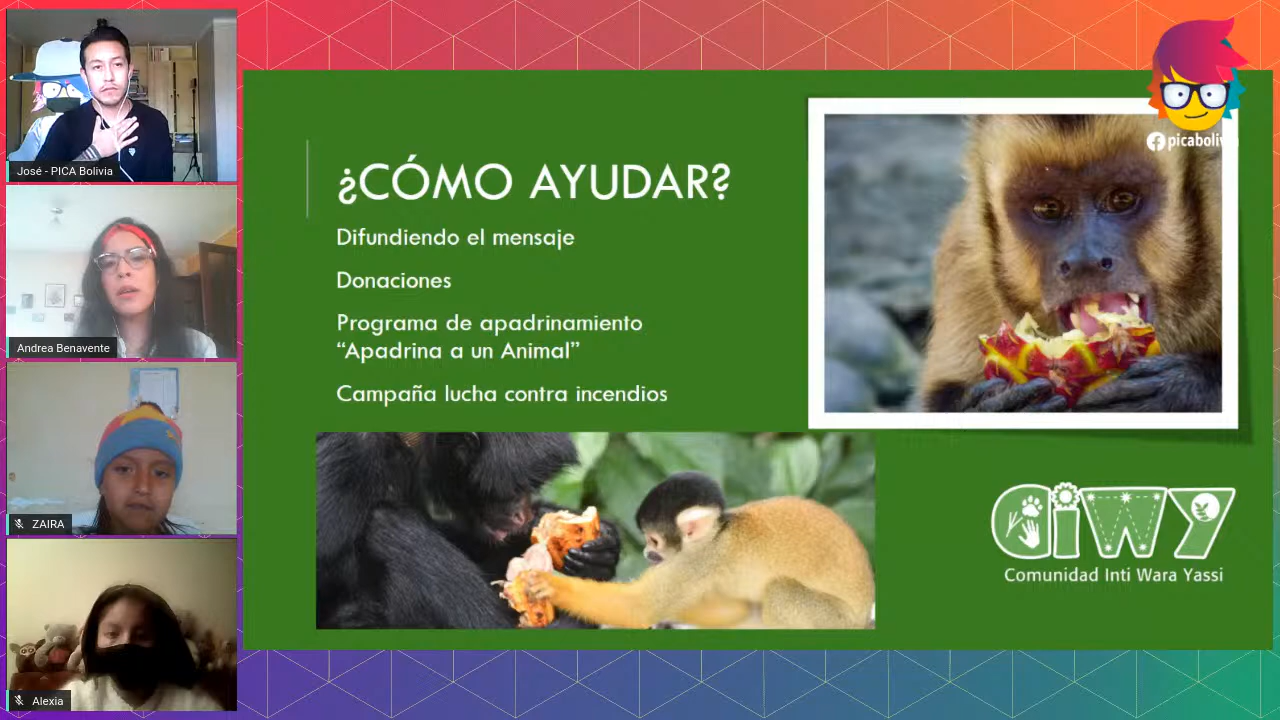 José - PICA Bolivia
Andrea Benavente
ZAIRA
Alexia
¿CÓMO AYUDAR?
Difundiendo el mensaje
Donaciones
Programa de apadrinamiento
“Apadrina a un Animal”
Campaña lucha contra incendios
picaboliv
CIWY
Comunidad Inti Wara Yassi